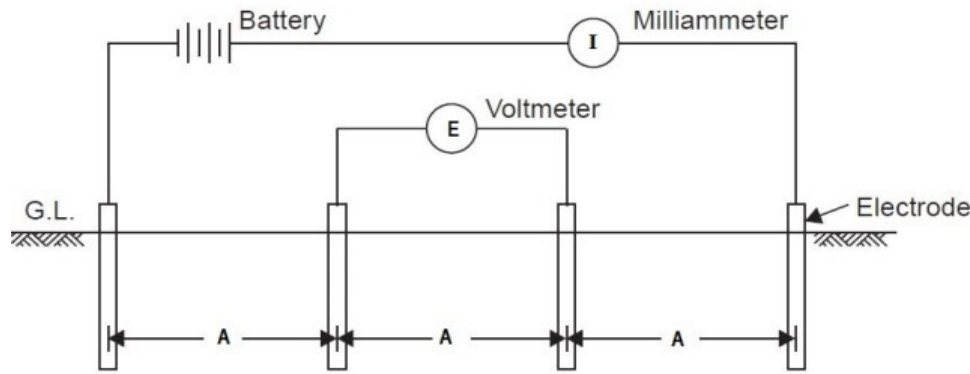 Battery
Milliammeter
I
Voltmeter
E
G.L.
Electrode
A A A